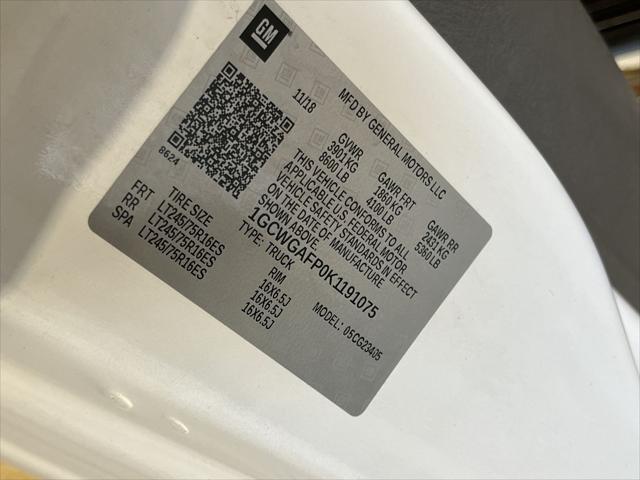 GM
MFD BY GENERAL MOTORS LLC
11/18
GVWR GAWR FRT GAWR RR
3901 KG 1860 KG 2431 KG
8600 LB 4100 LB 5360 LB
THIS VEHICLE CONFORMS TO ALL
APPLICABLE U.S. FEDERAL MOTOR
VEHICLE SAFETY STANDARDS IN EFFECT
ON THE DATE OF MANUFACTURE
SHOWN ABOVE.
1GCWGAFP0K1191075
8624
TYPE: TRUCK MODEL: 05CG23405
TIRE SIZE RIM
FRT LT245/75R16ES 16X6.5J
RR LT245/75R16ES 16X6.5J
SPA LT245/75R16ES 16X6.5J